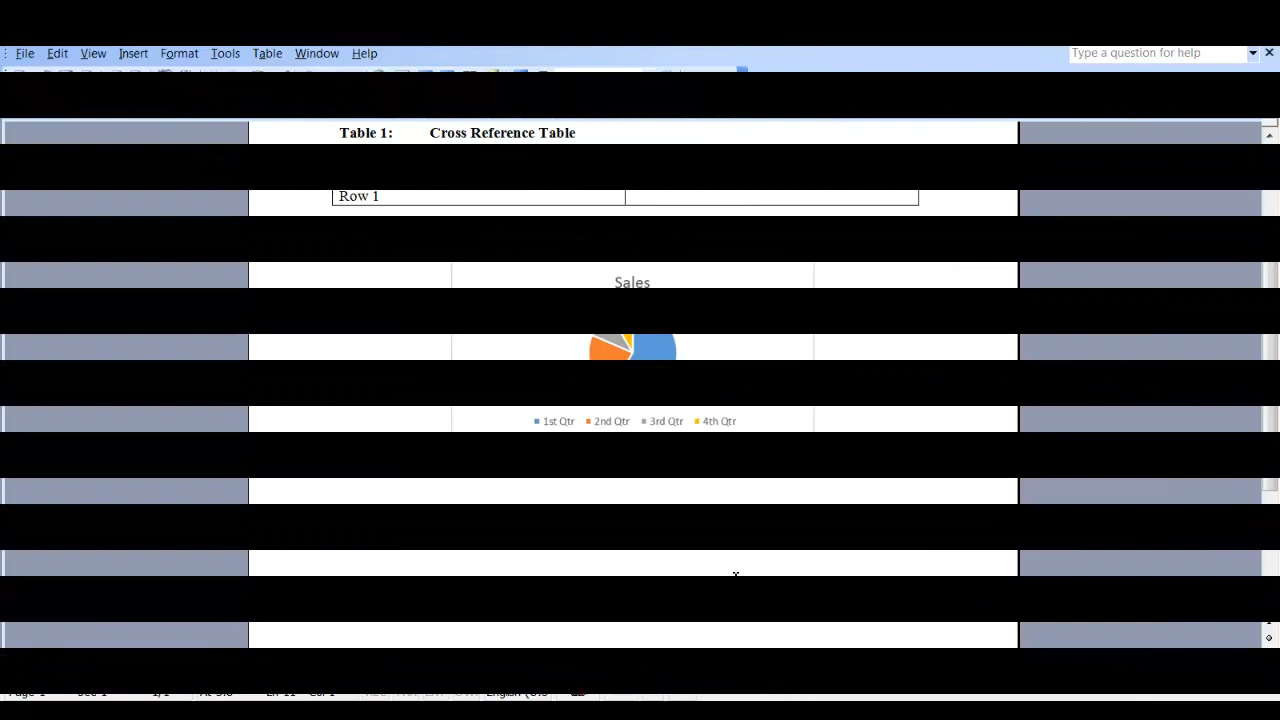 File Edit View Insert Format Tools Table Window Help Type a question for help
Table 1: Cross Reference Table
Row 1
Sales
1st Qtr 2nd Qtr 3rd Qtr 4th Qtr